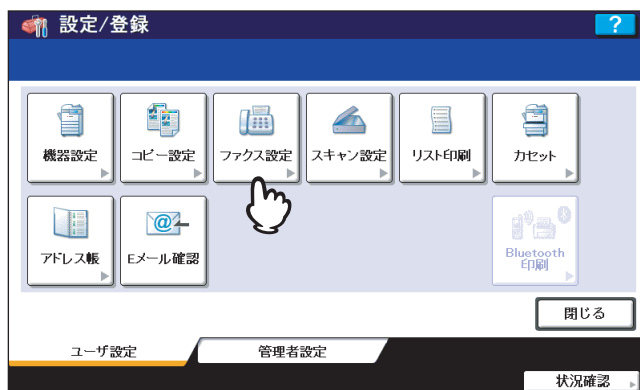 設定/登録
?
機器設定
コピー設定
ファクス設定
スキャン設定
リスト印刷
カセット
アドレス帳
@
Eメール確認
Bluetooth
印刷
閉じる
ユーザ設定
管理者設定
状況確認